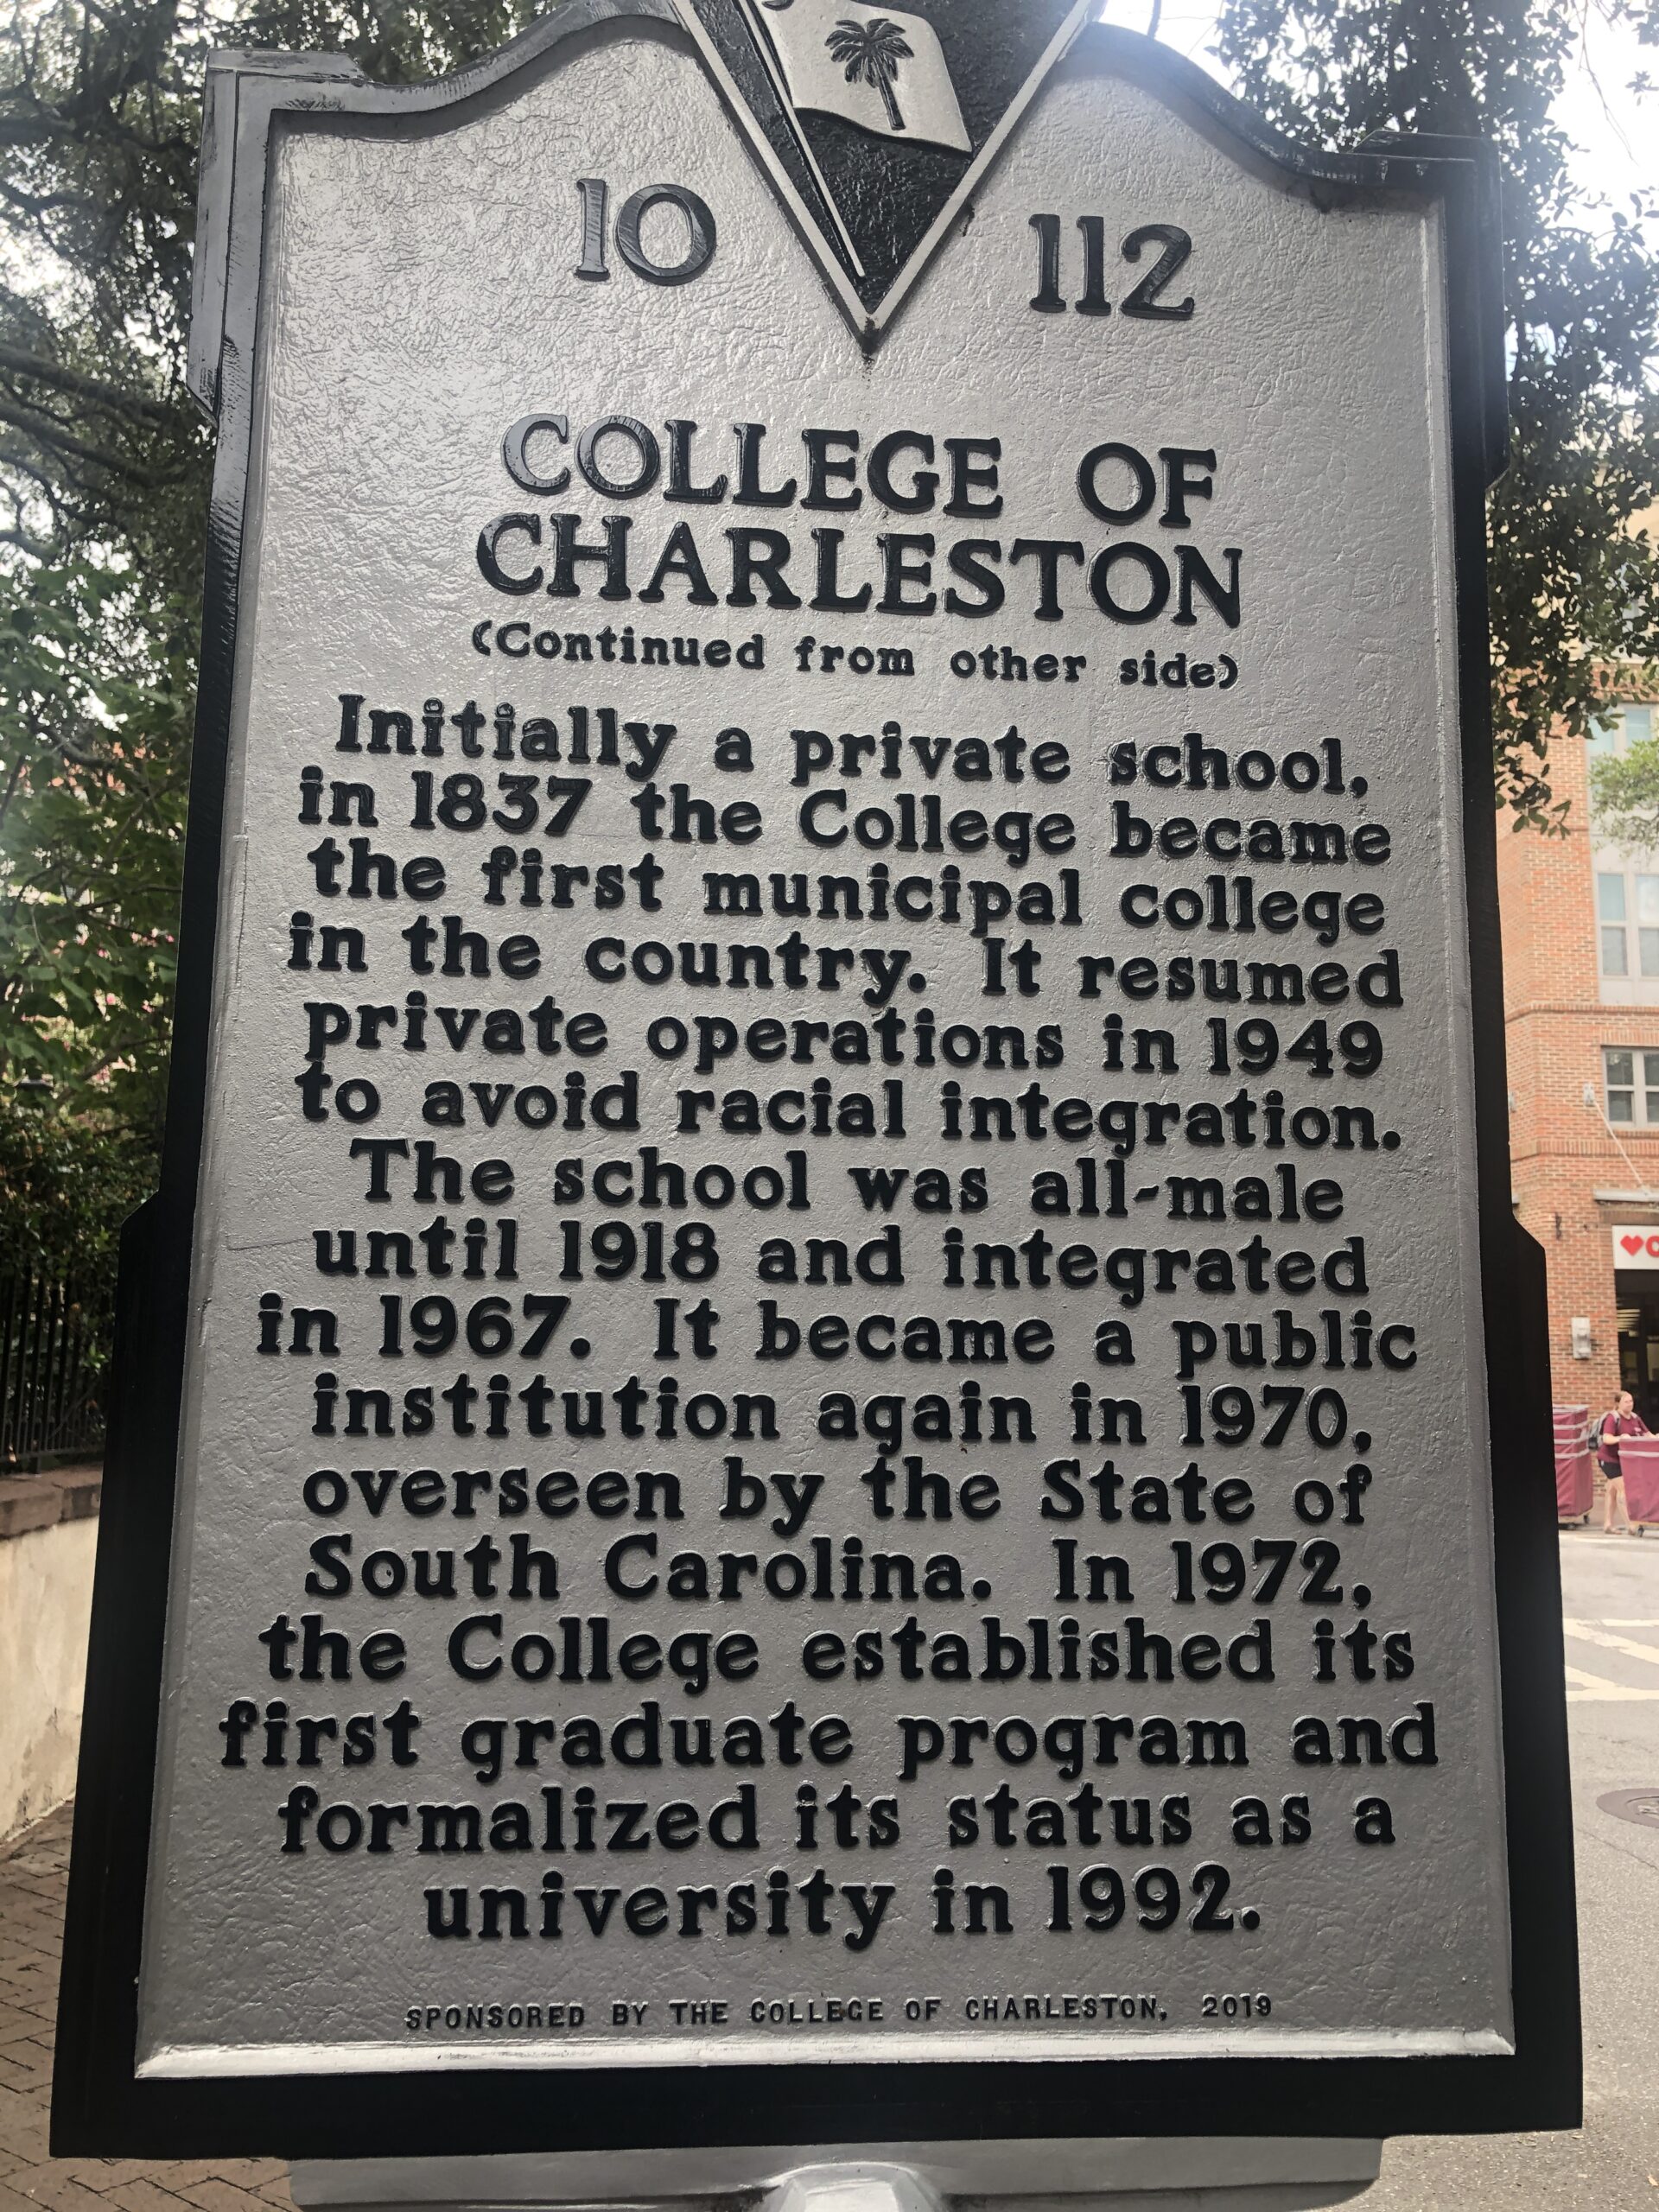 10 112
COLLEGE OF
CHARLESTON
(Continued from other side)
Initially a private school,
in 1837 the College became
the first municipal college
in the country. It resumed
private operations in 1949
to avoid racial integration.
The school was all-male
until 1918 and integrated
in 1967. It became a public
institution again in 1970,
overseen by the State of
South Carolina. In 1972,
the College established its
first graduate program and
formalized its status as a
university in 1992.
SPONSORED BY THE COLLEGE OF CHARLESTON, 2019